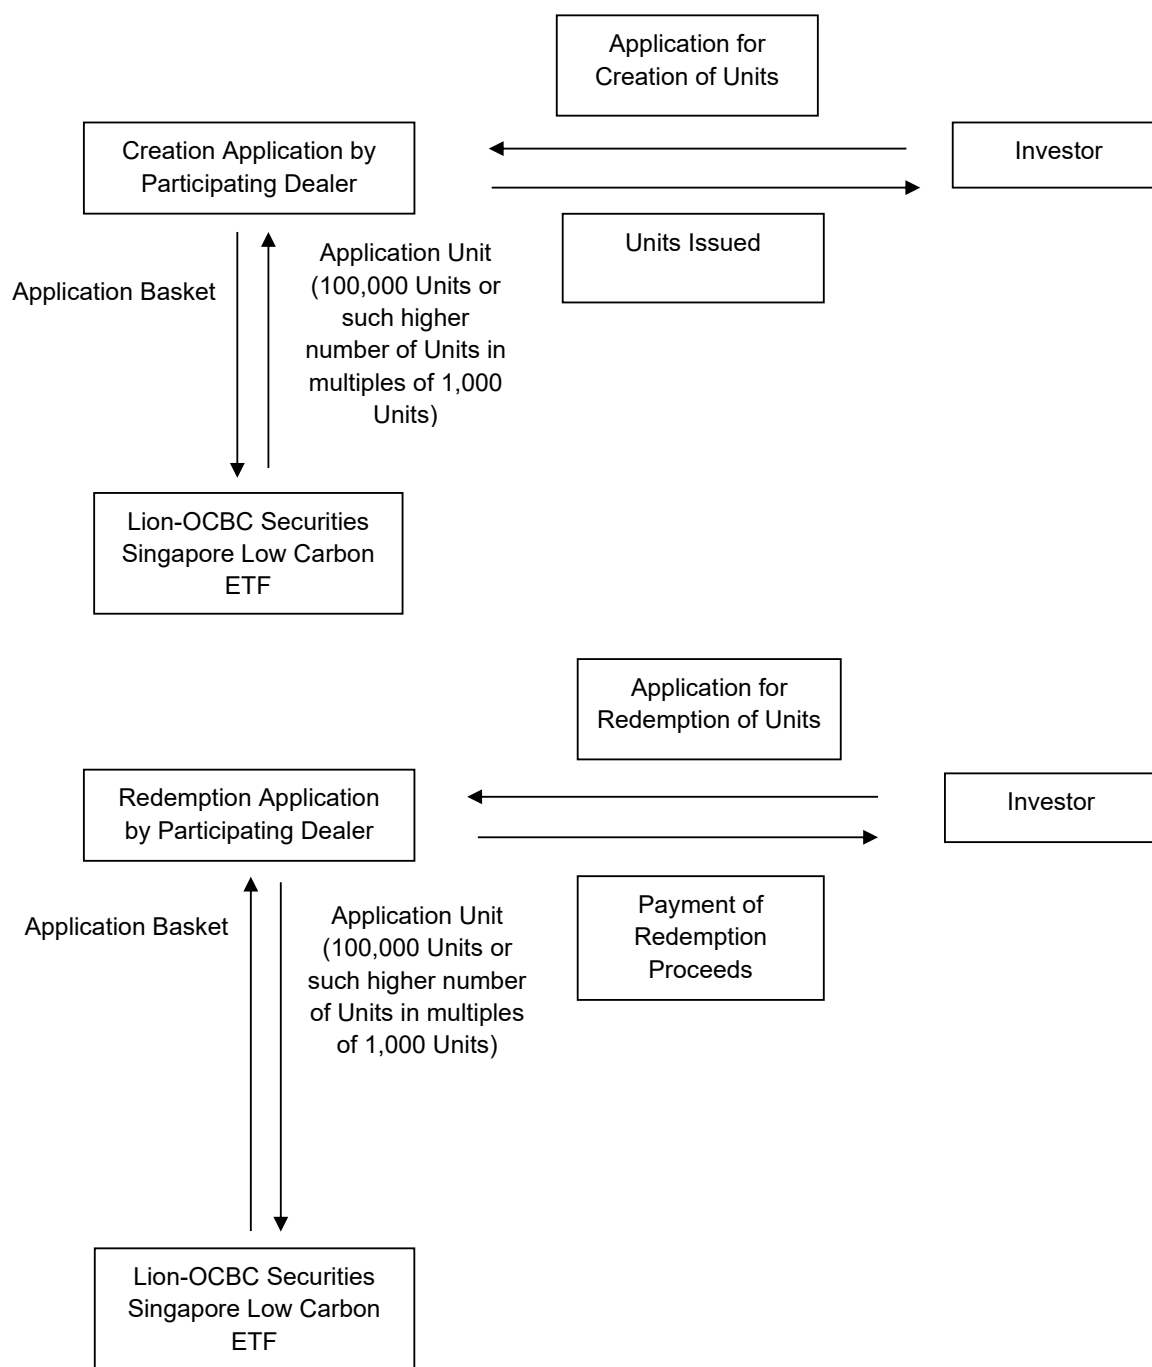 Application for
Creation of Units
Creation Application by
Participating Dealer
Investor
Units Issued
Application Basket
Application Unit
(100,000 Units or
such higher
number of Units in
multiples of 1,000
Units)
Lion-OCBC Securities
Singapore Low Carbon
ETF
Application for
Redemption of Units
Redemption Application
by Participating Dealer
Investor
Payment of
Redemption
Proceeds
Application Basket
Application Unit
(100,000 Units or
such higher number
of Units in multiples
of 1,000 Units)
Lion-OCBC Securities
Singapore Low Carbon
ETF